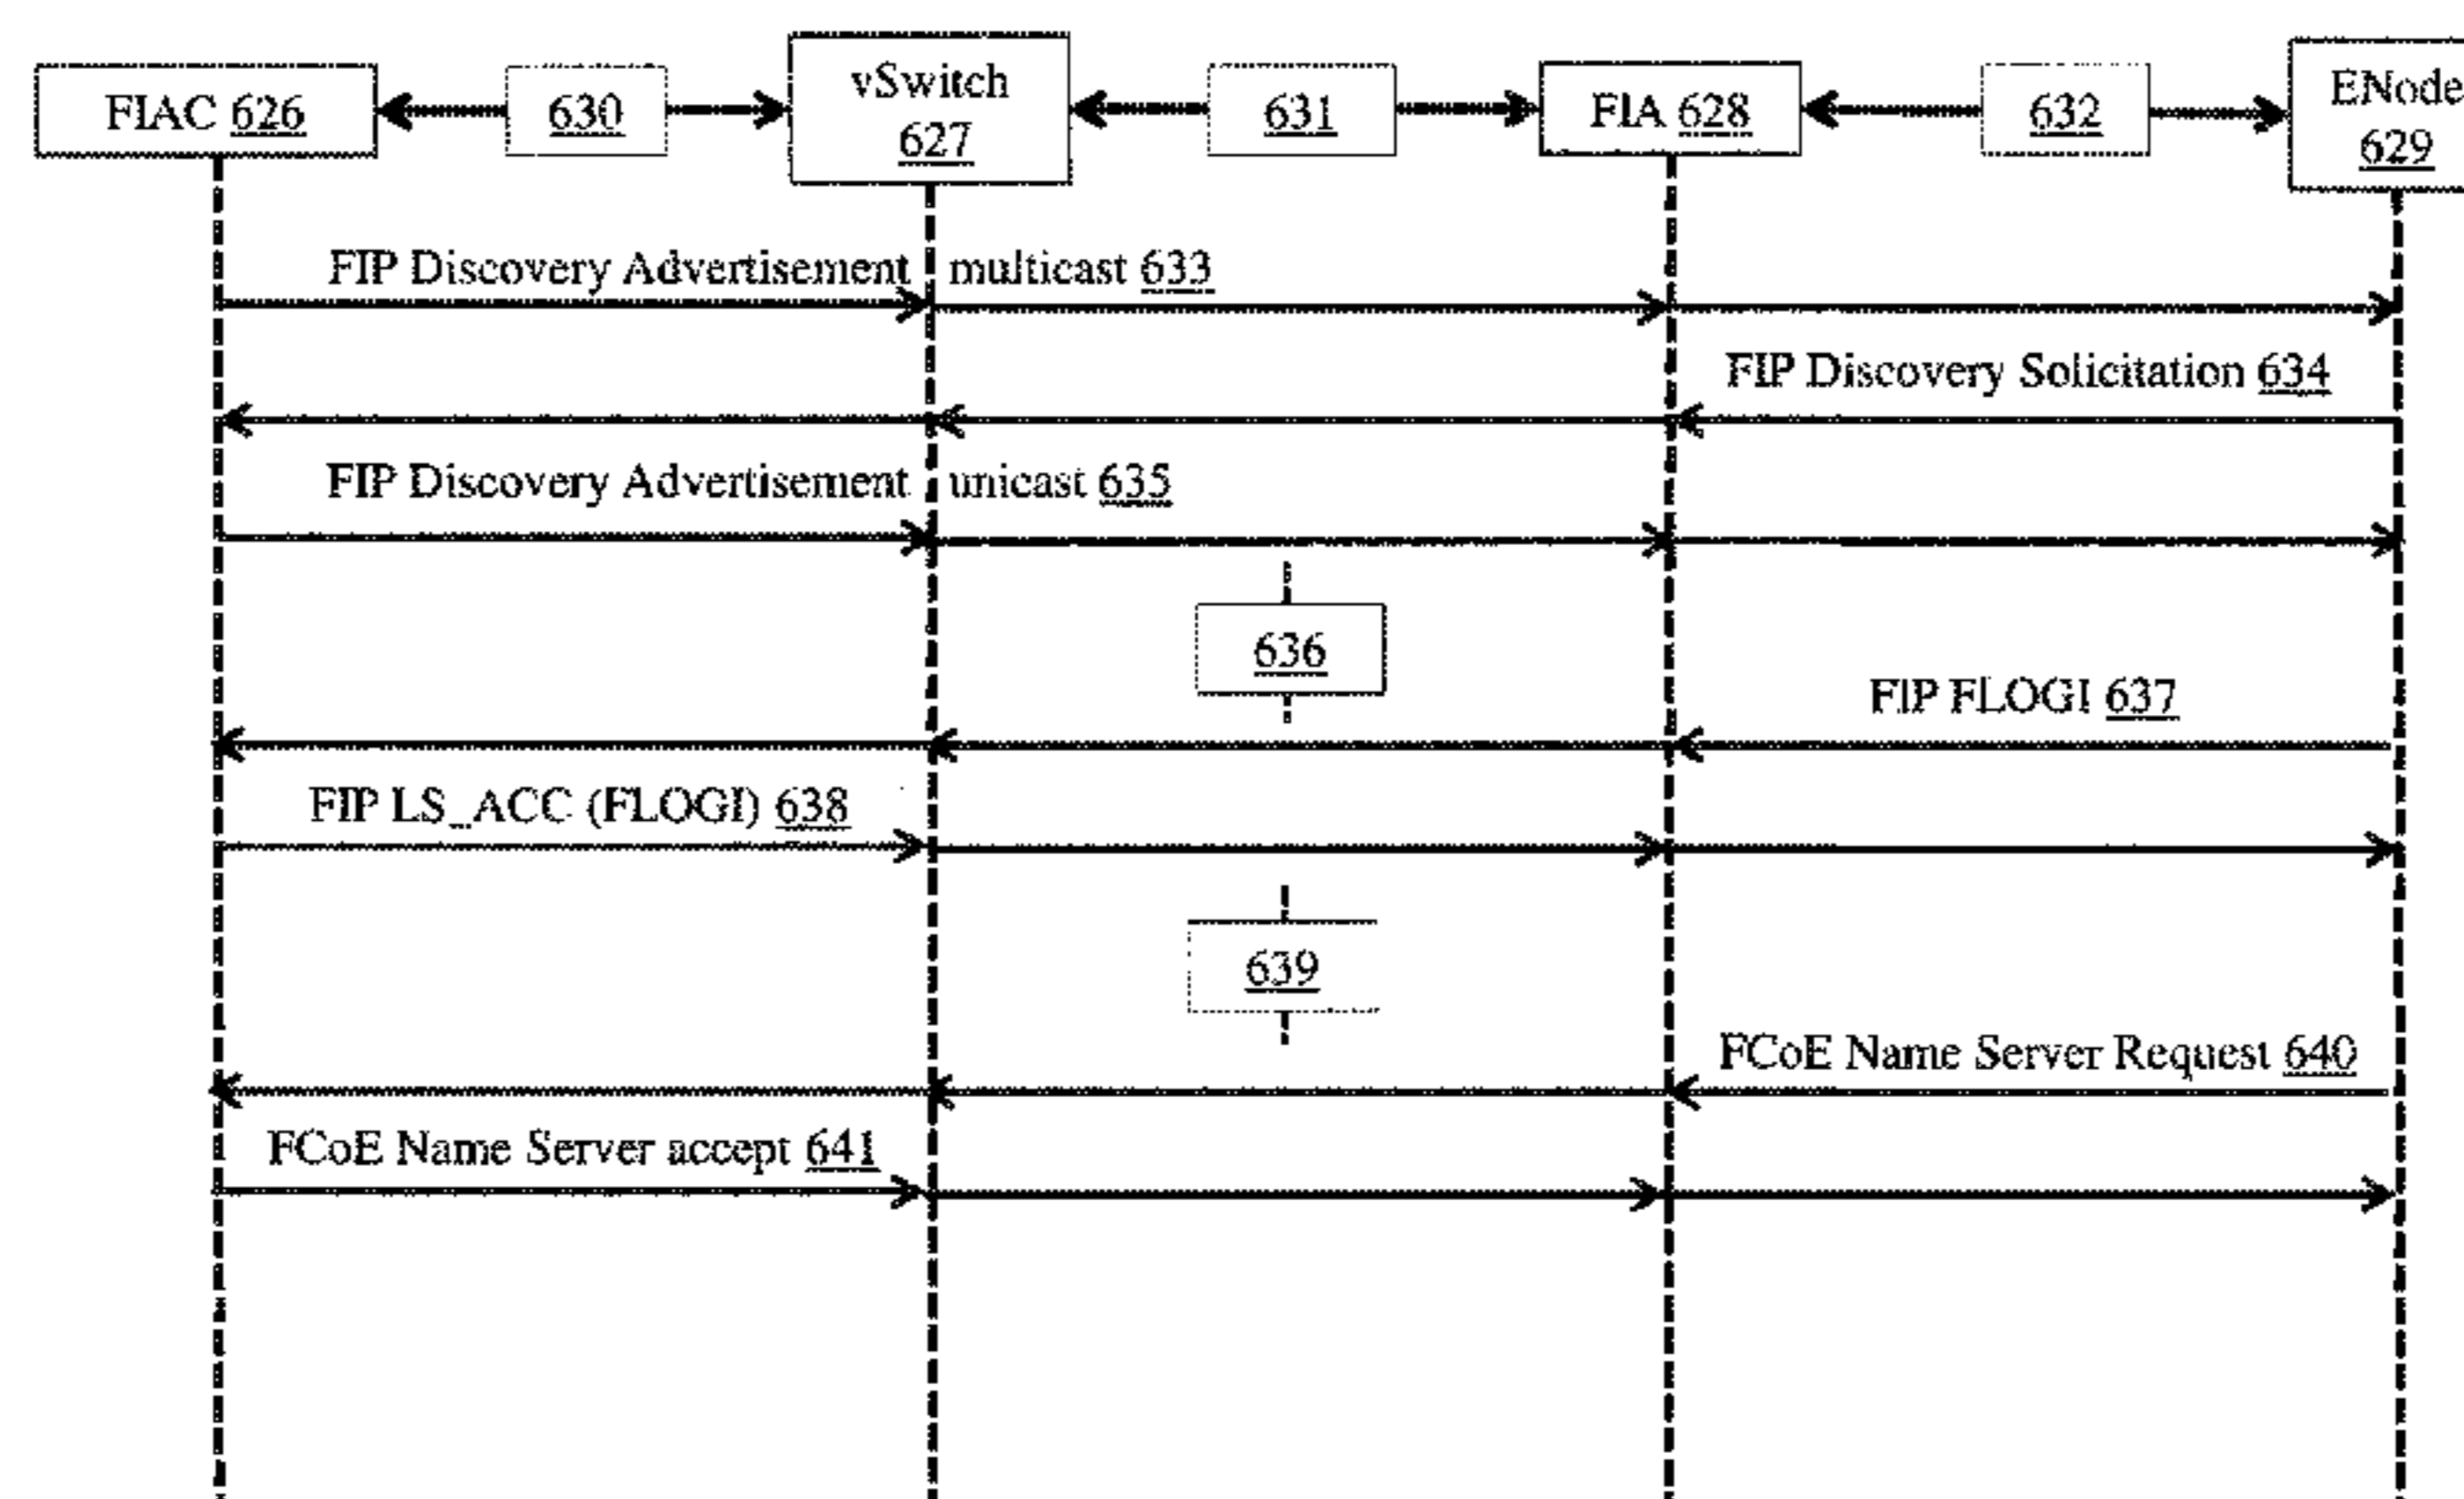 FIAC 626
630
vSwitch
627
631
FIA 628
632
ENode
629
FIP Discovery Advertisement multicast 633
FIP Discovery Solicitation 634
FIP Discovery Advertisement unicast 635
636
FIP FLOGI 637
FIP LS_ACC (FLOGI) 638
639
FCoE Name Server Request 640
FCoE Name Server accept 641